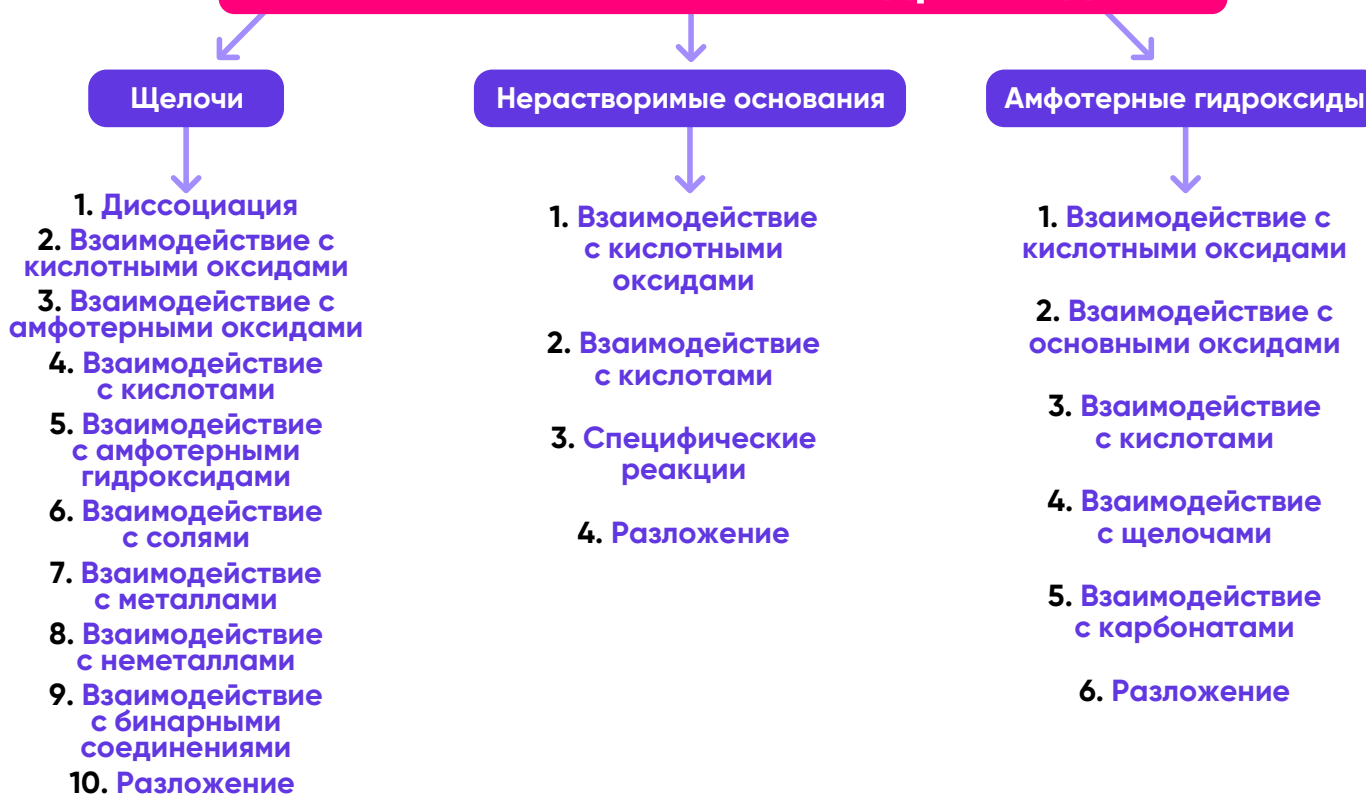 Щелочи
1. Диссоциация
2. Взаимодействие с
кислотными оксидами
3. Взаимодействие с
амфотерными оксидами
4. Взаимодействие
с кислотами
5. Взаимодействие
с амфотерными
гидроксидами
6. Взаимодействие
с солями
7. Взаимодействие
с металлами
8. Взаимодействие
с неметаллами
9. Взаимодействие
с бинарными
соединениями
10. Разложение
Нерастворимые основания
1. Взаимодействие
с кислотными
оксидами
2. Взаимодействие
с кислотами
3. Специфические
реакции
4. Разложение
Амфотерные гидроксиды
1. Взаимодействие с
кислотными оксидами
2. Взаимодействие с
основными оксидами
3. Взаимодействие
с кислотами
4. Взаимодействие
с щелочами
5. Взаимодействие
с карбонатами
6. Разложение